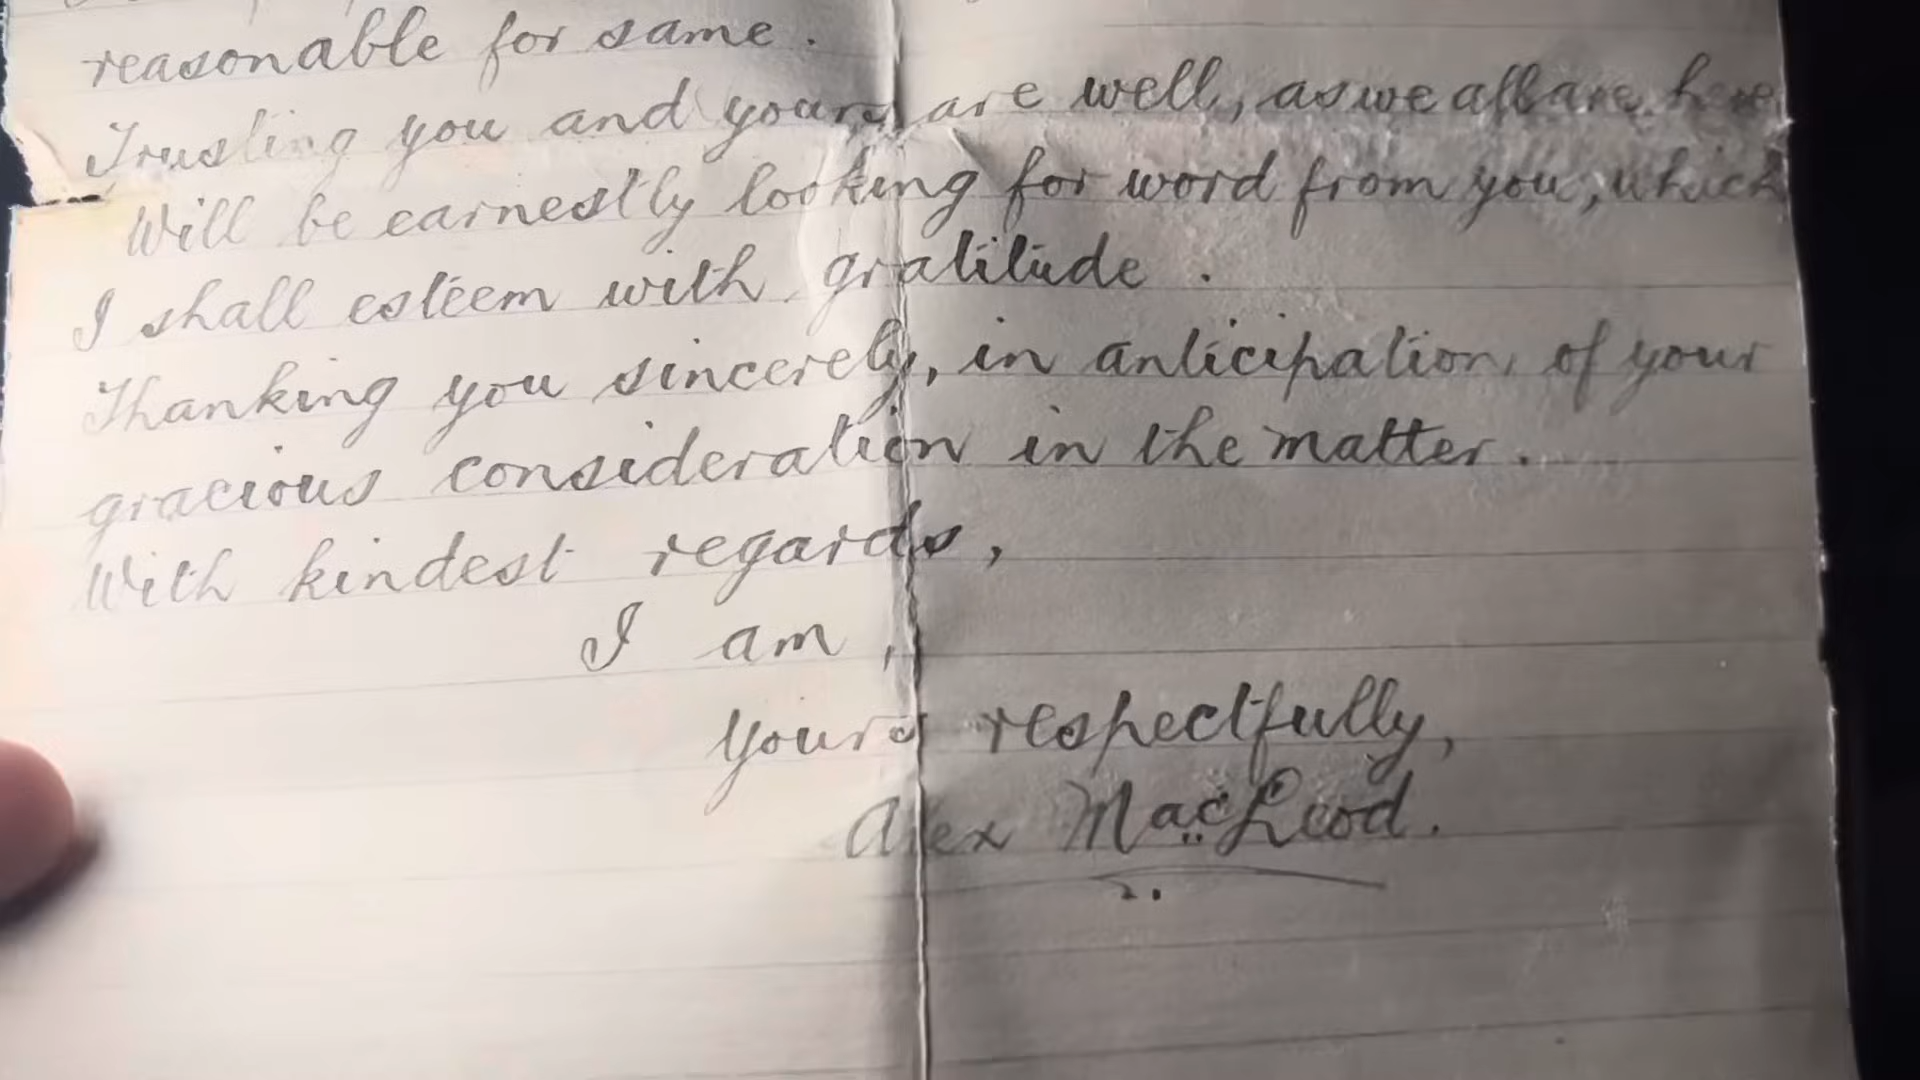 reasonable for same.
Trusting you and yours are well, as we all are here
Will be earnestly looking for word from you, which
I shall esteem with gratitude.
Thanking you sincerely, in anticipation of your
gracious consideration in the matter.
With kindest regards,
I am,
Yours respectfully,
Alex MacLeod.